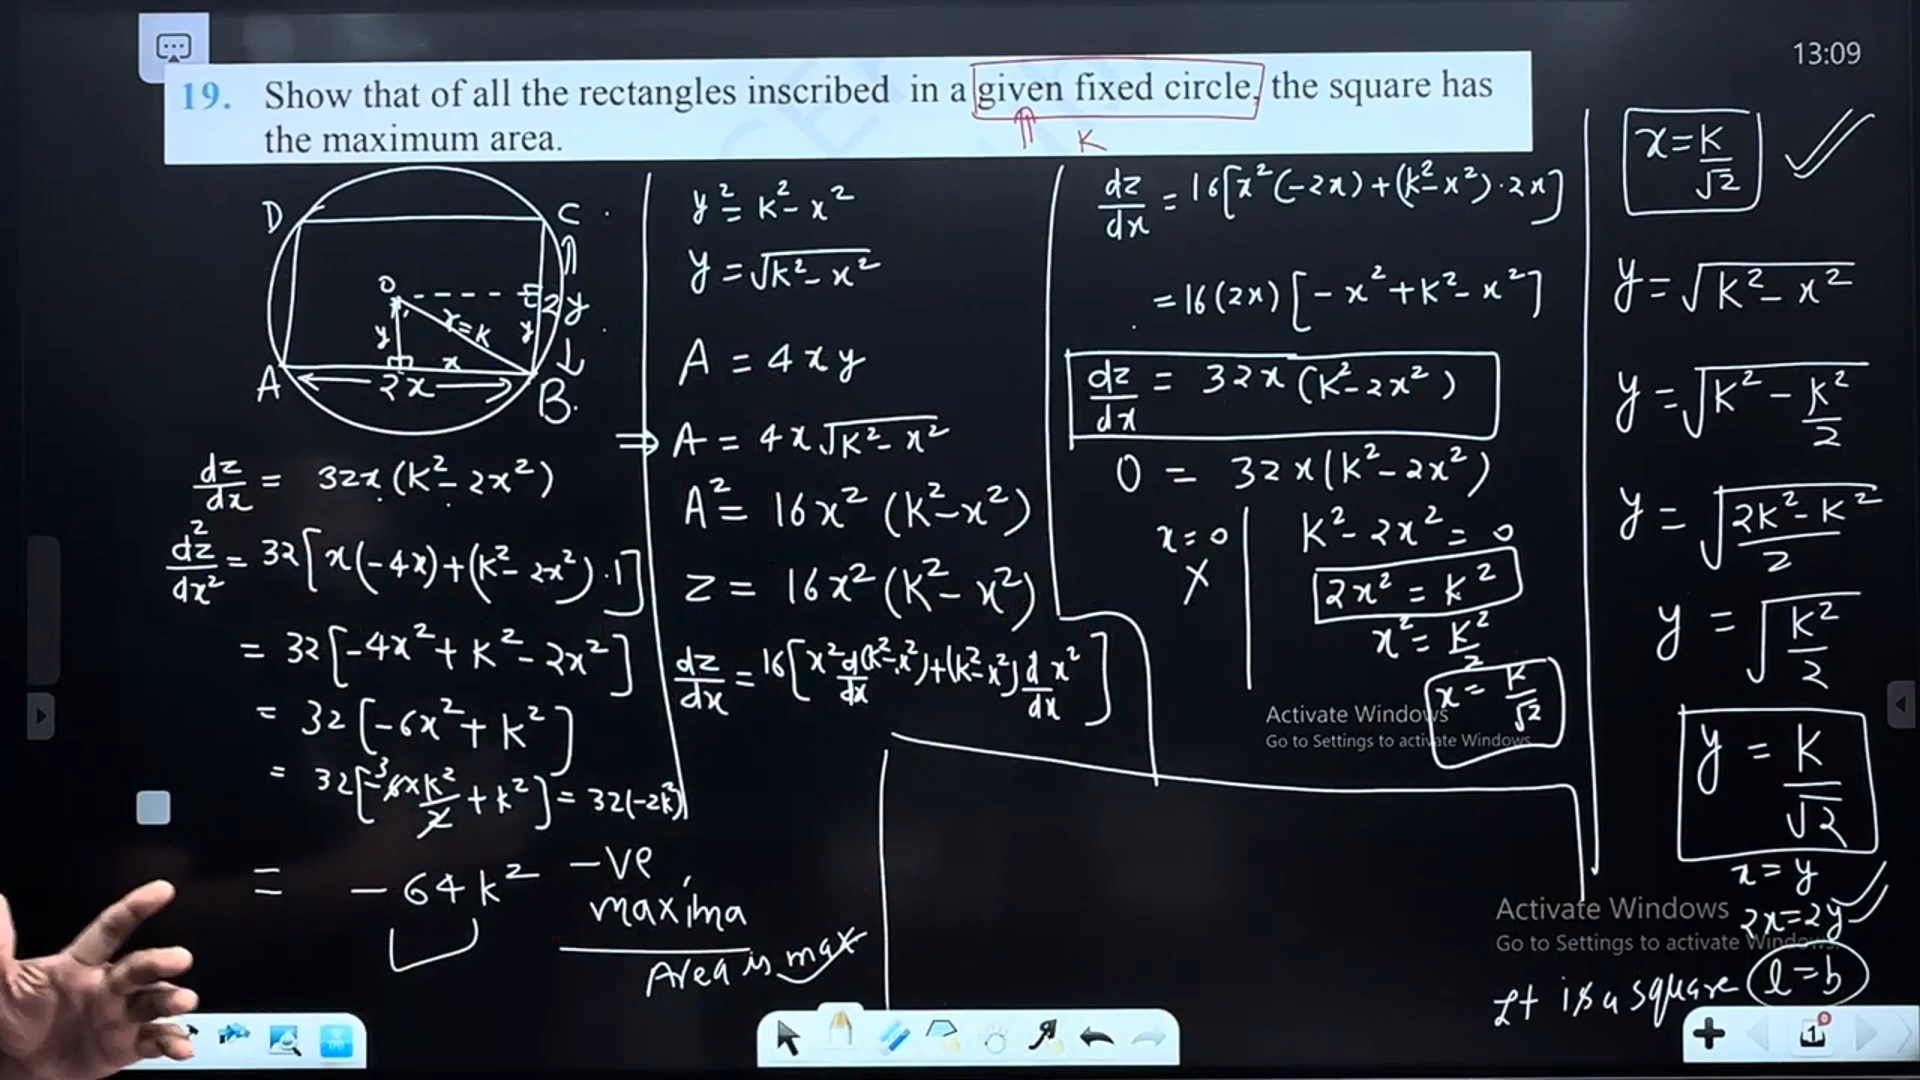 13:09
19. Show that of all the rectangles inscribed in a given fixed circle, the square has
the maximum area.
K
D C
O
y r=k y 2y
x
A 2x B.
dz/dx = 32x(k² - 2x²)
d²z/dx² = 32[x(-4x)+(k²-2x²).1]
= 32[-4x²+k²-2x²]
= 32[-6x²+k²]
= 32[-6×k²/2+k²] = 32(-2k²)
3
= -64k² -ve,
maxima
Area is max
y² = k²-x²
y = √k²-x²
A = 4xy
⇒ A = 4x√k²-x²
A² = 16x² (k²-x²)
z = 16x² (k²-x²)
dz/dx = 16[x² d/dx(k²-x²)+(k²-x²) d/dx x²]
dz/dx = 16[x²(-2x)+(k²-x²).2x]
= 16(2x)[-x²+k²-x²]
dz/dx = 32x(k²-2x²)
0 = 32x(k²-2x²)
x=0 | k²-2x² = 0
X 2x² = k²
x² = k²/2
x = k/√2
x = k/√2
y = √k²-x²
y = √k²-k²/2
y = √2k²-k²/2
y = √k²/2
y = k/√2
x = y
2x=2y
It is a square l=b
Activate Windows
Go to Settings to activate Windows.
Activate Windows
Go to Settings to activate Windows.
1
0